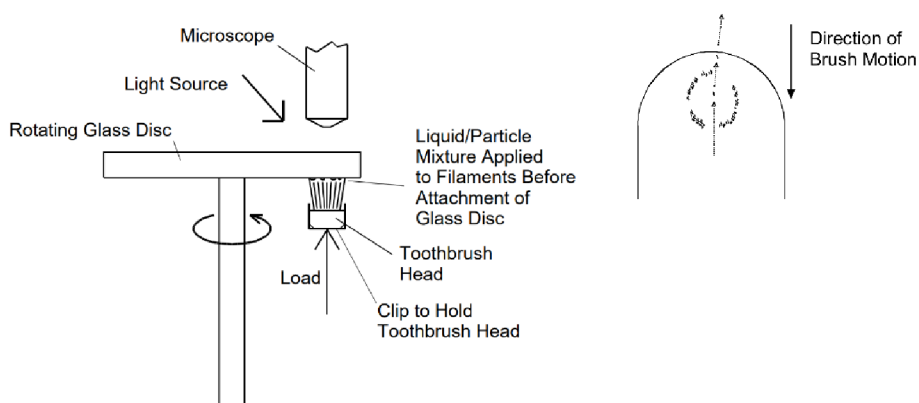 Microscope
Light Source
Rotating Glass Disc
Liquid/Particle
Mixture Applied
to Filaments Before
Attachment of
Glass Disc
Toothbrush
Head
Load
Clip to Hold
Toothbrush Head
Direction of
Brush Motion